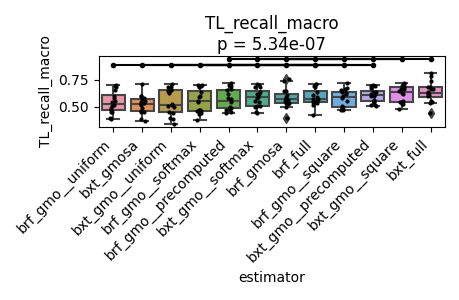 TL_recall_macro
p = 5.34e-07
TL_recall_macro
0.75
0.50
brf_gmo__uniform
bxt_gmosa
bxt_gmo__uniform
brf_gmo__softmax
brf_gmo__precomputed
bxt_gmo__softmax
brf_gmosa
brf_full
brf_gmo__square
bxt_gmo__precomputed
bxt_gmo__square
bxt_full
estimator